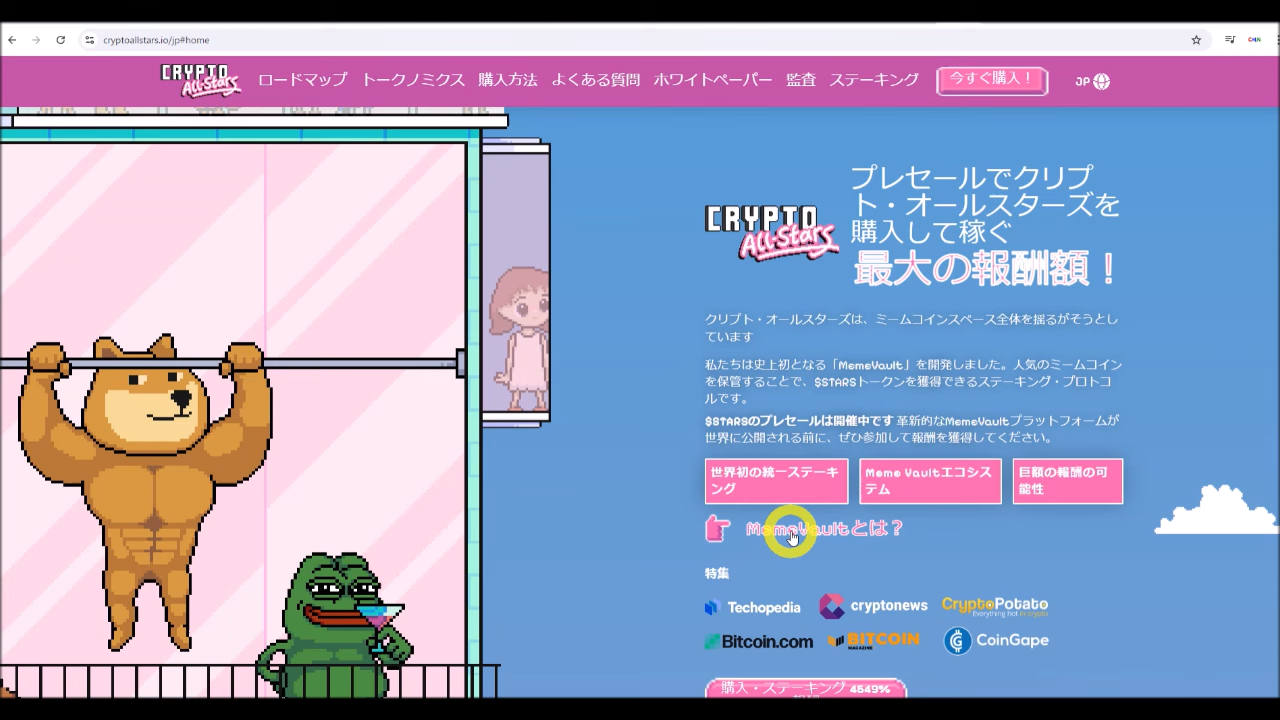 cryptoallstars.io/jp#home
CRYPTO
All-Stars
ロードマップ トークノミクス 購入方法 よくある質問 ホワイトペーパー 監査 ステーキング 今すぐ購入！ JP
CRYPTO
All-Stars
プレセールでクリプ
ト・オールスターズを
購入して稼ぐ
最大の報酬額！
クリプト・オールスターズは、ミームコインスペース全体を揺るがそうとし
ています
私たちは史上初となる「MemeVault」を開発しました。人気のミームコイン
を保管することで、$STARSトークンを獲得できるステーキング・プロトコ
ルです。
$STARSのプレセールは開催中です 革新的なMemeVaultプラットフォームが
世界に公開される前に、ぜひ参加して報酬を獲得してください。
世界初の統一ステーキ
ング
Meme Vaultエコシス
テム
巨額の報酬の可
能性
MemeVaultとは？
特集
Techopedia cryptonews CryptoPotato
Everything hot in crypto
Bitcoin.com BITCOIN
MAGAZINE
CoinGape
購入・ステーキング 4649%